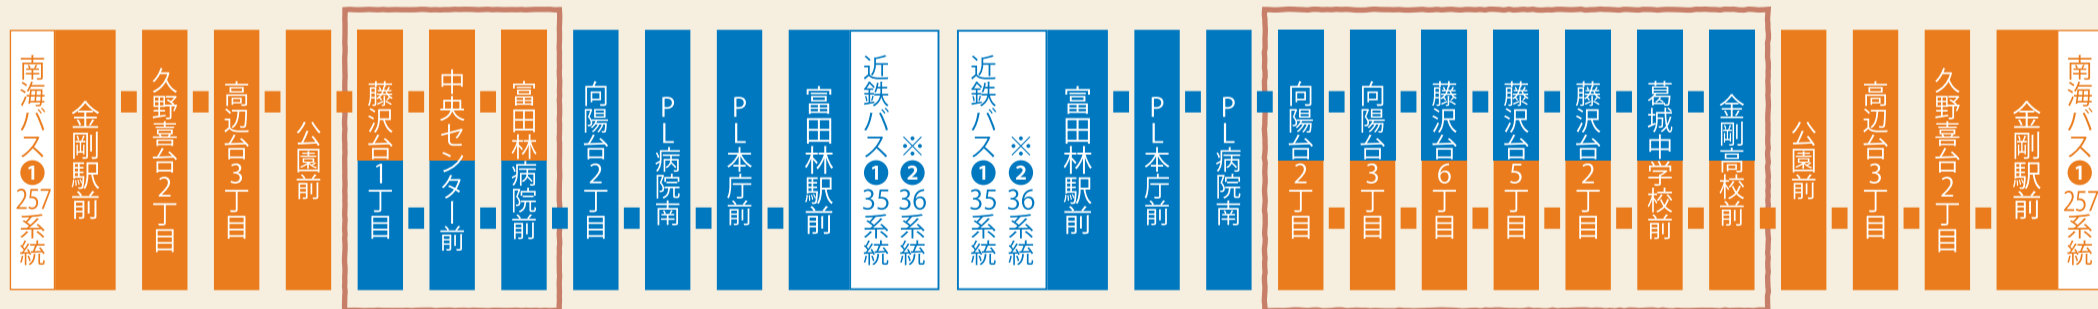 南海バス❶257系統
金剛駅前
久野喜台2丁目
高辺台3丁目
公園前
藤沢台1丁目
中央センター前
富田林病院前
向陽台2丁目
PL病院南
PL本庁前
富田林駅前
近鉄バス❶35系統
※❷36系統
近鉄バス❶35系統
※❷36系統
富田林駅前
PL本庁前
PL病院南
向陽台2丁目
向陽台3丁目
藤沢台6丁目
藤沢台5丁目
藤沢台2丁目
葛城中学校前
金剛高校前
公園前
高辺台3丁目
久野喜台2丁目
金剛駅前
南海バス❶257系統